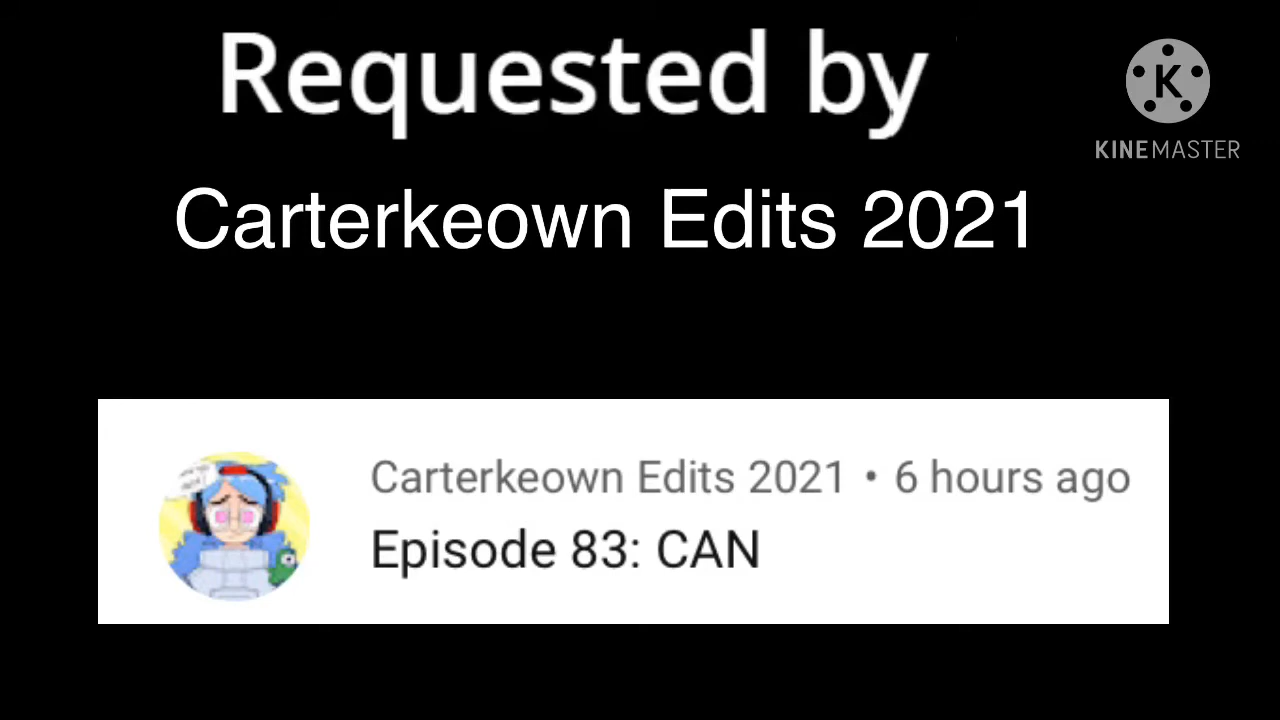 Requested by
KINEMASTER
Carterkeown Edits 2021
Carterkeown Edits 2021 • 6 hours ago
Episode 83: CAN